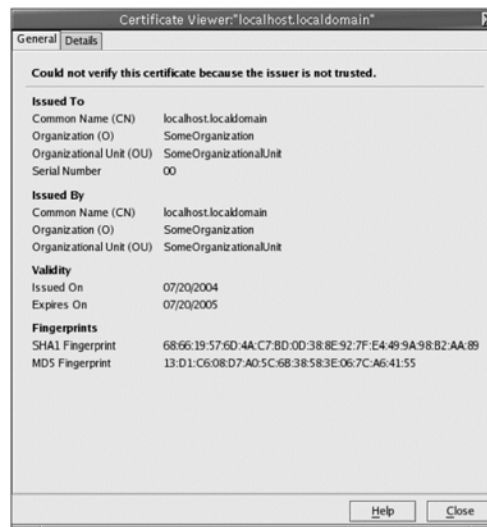 Certificate Viewer:"localhost.localdomain"
General Details
Could not verify this certificate because the issuer is not trusted.
Issued To
Common Name (CN) localhost.localdomain
Organization (O) SomeOrganization
Organizational Unit (OU) SomeOrganizationalUnit
Serial Number 00
Issued By
Common Name (CN) localhost.localdomain
Organization (O) SomeOrganization
Organizational Unit (OU) SomeOrganizationalUnit
Validity
Issued On 07/20/2004
Expires On 07/20/2005
Fingerprints
SHA1 Fingerprint 68:66:19:57:6D:4A:C7:BD:0D:38:8E:92:7F:E4:49:9A:98:B2:AA:89
MD5 Fingerprint 13:D1:C6:08:D7:A0:5C:6B:38:58:3E:06:7C:A6:41:55
Help Close